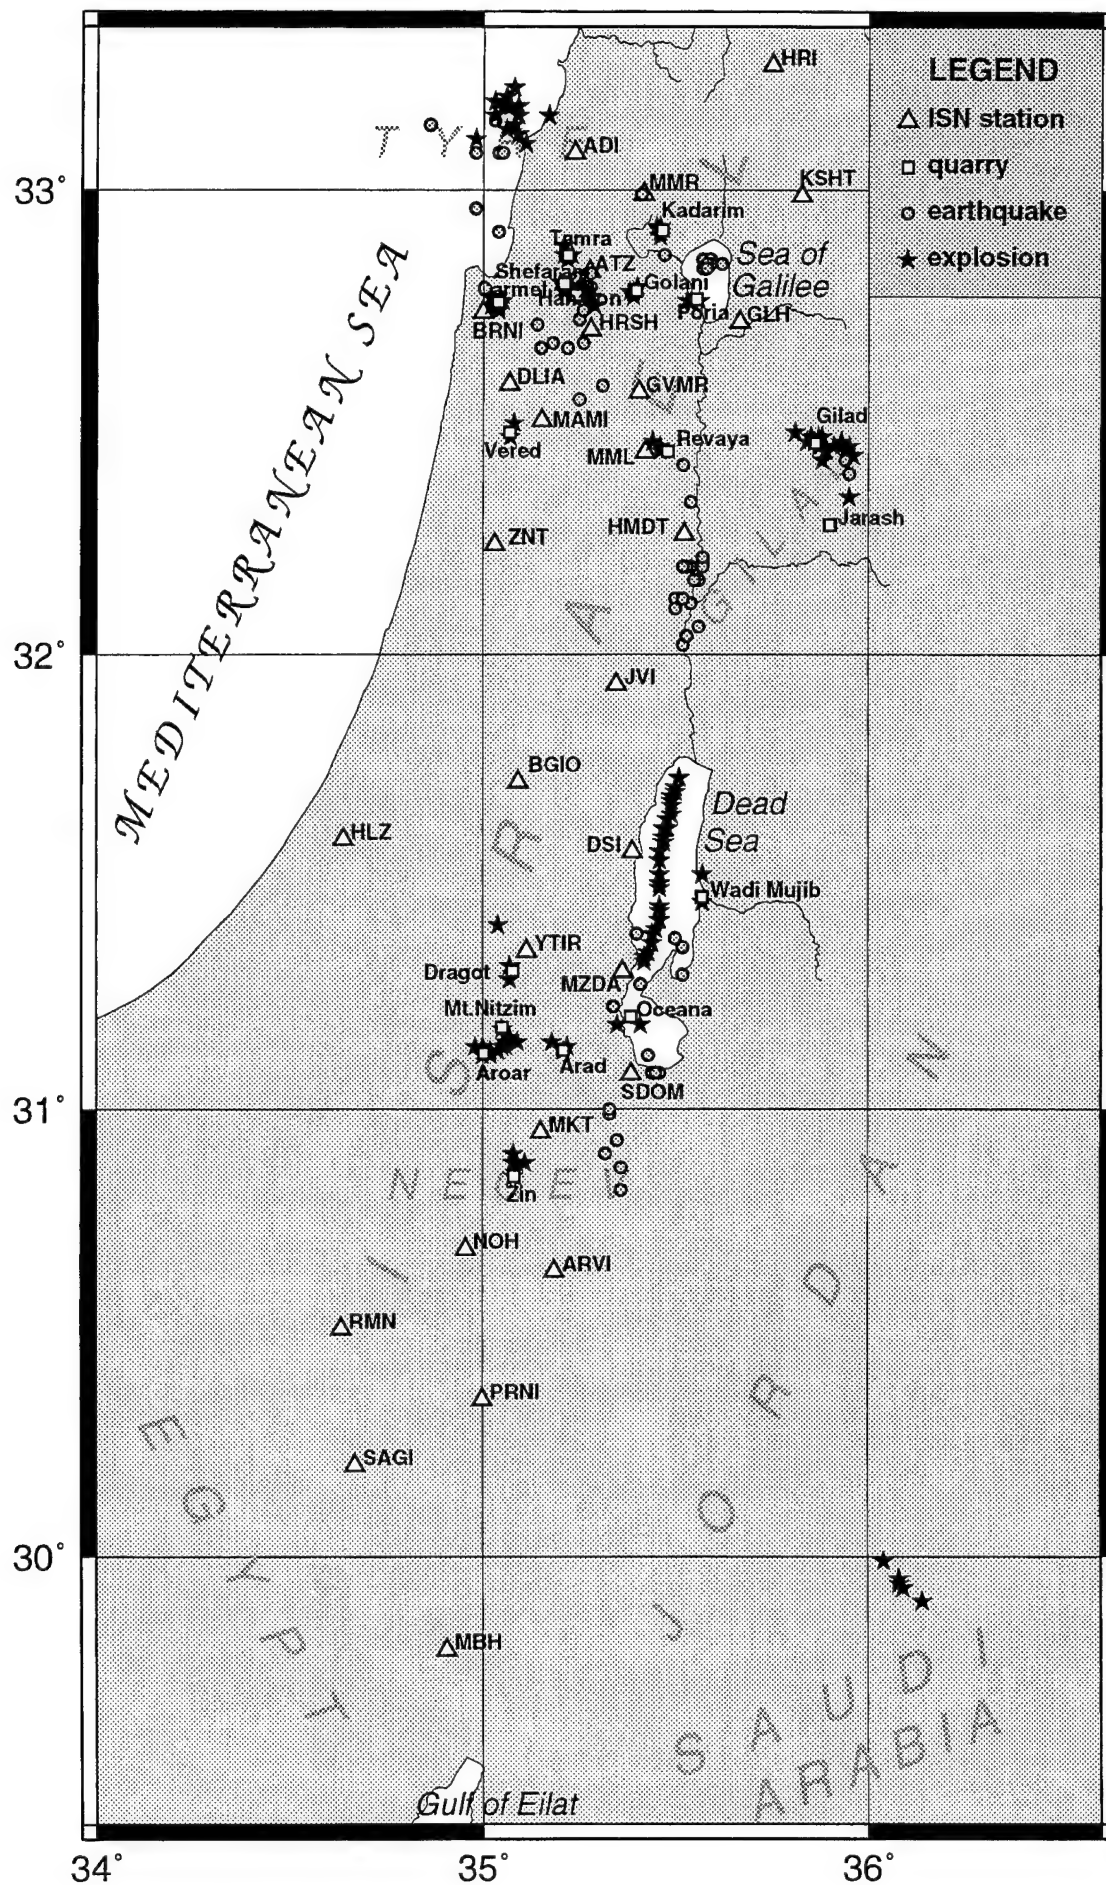 HRI
LEGEND
ISN station
quarry
earthquake
explosion
T Y
ADI
MMR
KSHT
33°
Kadarim
Tamra
Sea of
Galilee
ATZ
Shefaram
Golani
Carmel
Poria
GLH
BRNI
HRSH
DLIA
GVMR
MAMI
Gilad
Vered
Revaya
MML
Jarash
HMDT
ZNT
MEDITERRANEAN SEA
32°
JVI
BGIO
Dead
Sea
HLZ
DSI
Wadi Mujib
YTIR
Dragot
MZDA
Mt.Nitzim
Oceana
Aroar
Arad
SDOM
31°
MKT
NEGEV
Zin
NOH
ARVI
RMN
PRNI
SAGI
ISRAEL
JORDAN
EGYPT
30°
MBH
SAUDI
ARABIA
Gulf of Eilat
34°
35°
36°